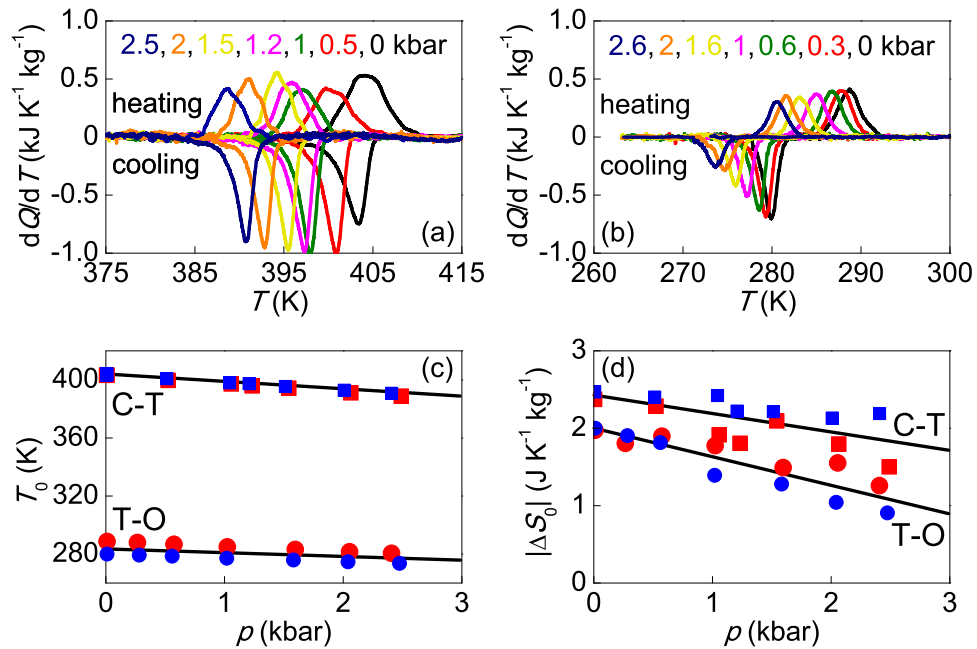 1.0
2.5, 2, 1.5, 1.2, 1, 0.5, 0 kbar
0.5
heating
0
cooling
-0.5
-1.0
(a)
dQ/dT (kJ K⁻¹ kg⁻¹)
375 385 395 405 415
T (K)
1.0
2.6, 2, 1.6, 1, 0.6, 0.3, 0 kbar
0.5
heating
0
cooling
-0.5
-1.0
(b)
dQ/dT (kJ K⁻¹ kg⁻¹)
260 270 280 290 300
T (K)
(c)
400
C-T
360
320
T-O
280
T₀ (K)
0 1 2 3
p (kbar)
3
(d)
C-T
2
1
T-O
0
|ΔS₀| (J K⁻¹ kg⁻¹)
0 1 2 3
p (kbar)